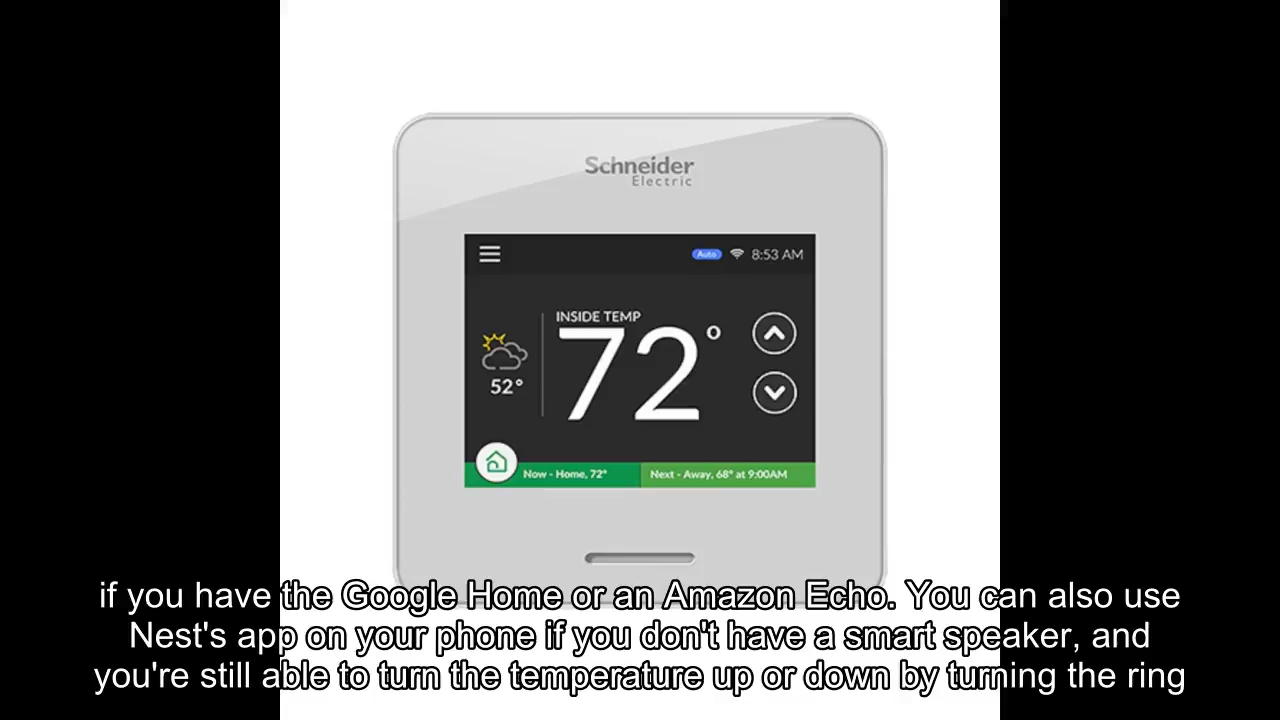 Schneider
Electric
Auto 8:53 AM
INSIDE TEMP
72°
52°
Now - Home, 72° Next - Away, 68° at 9:00AM
if you have the Google Home or an Amazon Echo. You can also use
Nest's app on your phone if you don't have a smart speaker, and
you're still able to turn the temperature up or down by turning the ring